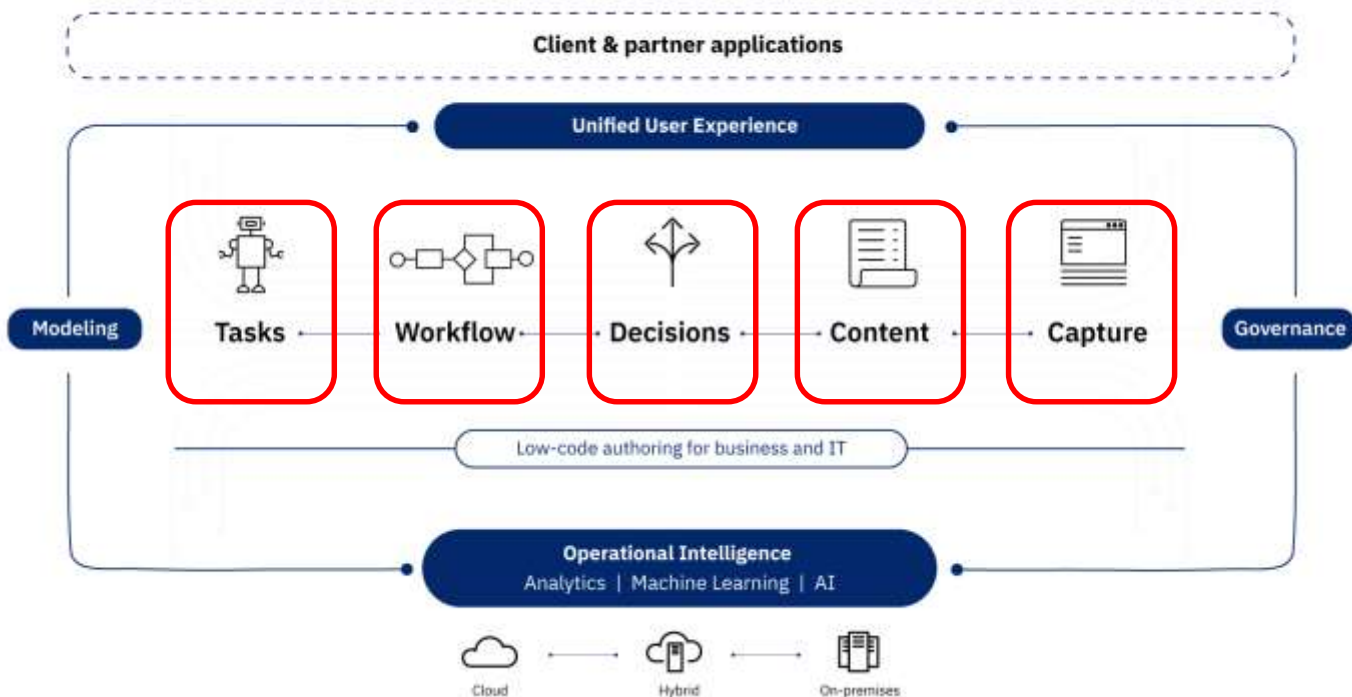 Client & partner applications
Unified User Experience
Modeling
Tasks
Workflow
Decisions
Content
Capture
Governance
Low-code authoring for business and IT
Operational Intelligence
Analytics | Machine Learning | AI
Cloud
Hybrid
On-premises